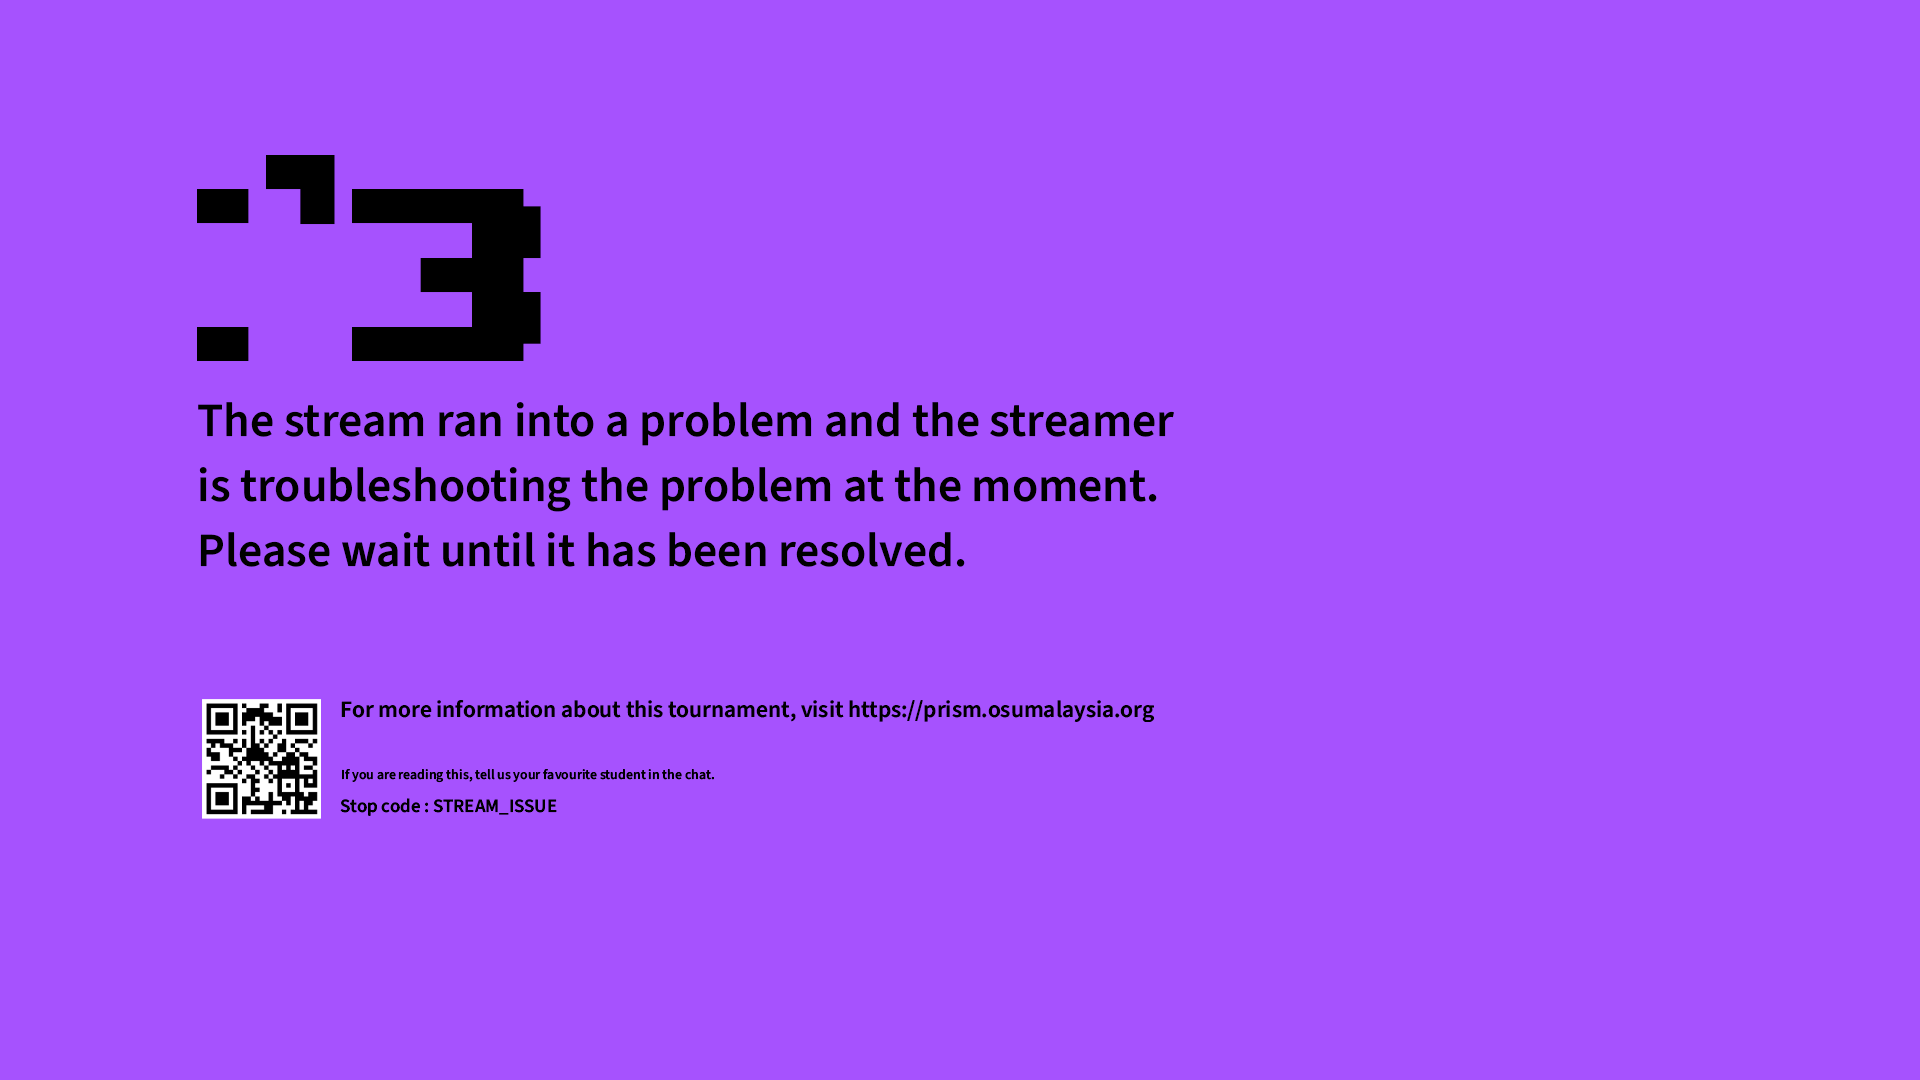 :'3
The stream ran into a problem and the streamer
is troubleshooting the problem at the moment.
Please wait until it has been resolved.
For more information about this tournament, visit https://prism.osumalaysia.org
If you are reading this, tell us your favourite student in the chat.
Stop code : STREAM_ISSUE